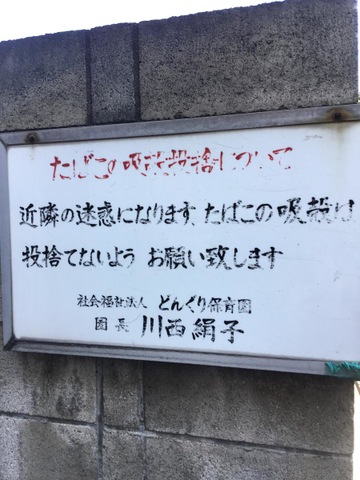 たばこの吸殻投捨について
近隣の迷惑になります、たばこの吸殻は
投捨てないよう お願い致します
社会福祉法人 どんぐり保育園
園長 川西絹子